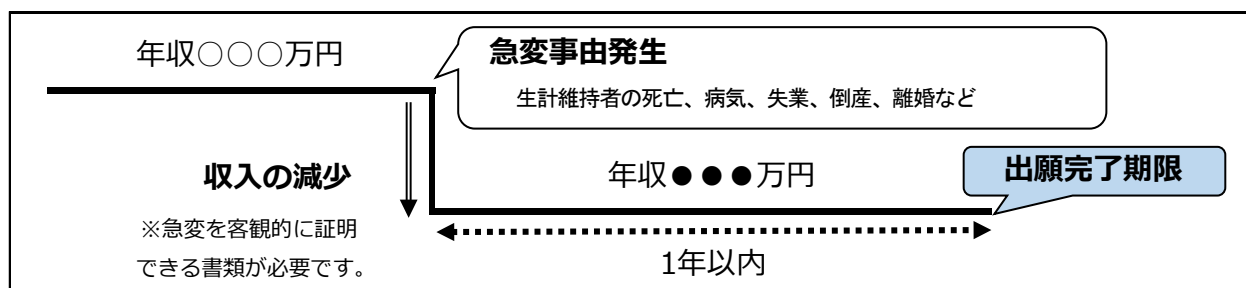 年収○○○万円
急変事由発生
生計維持者の死亡、病気、失業、倒産、離婚など
収入の減少
※急変を客観的に証明
できる書類が必要です。
年収●●●万円
出願完了期限
1年以内